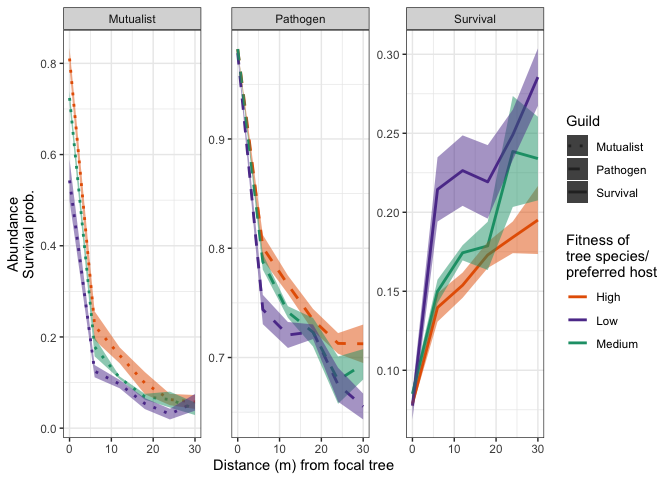 Mutualist
Pathogen
Survival
Abundance
Survival prob.
0.8
0.6
0.4
0.2
0.0
0.9
0.8
0.7
0.30
0.25
0.20
0.15
0.10
0 10 20 30
0 10 20 30
0 10 20 30
Distance (m) from focal tree
Guild
Mutualist
Pathogen
Survival
Fitness of
tree species/
preferred host
High
Low
Medium